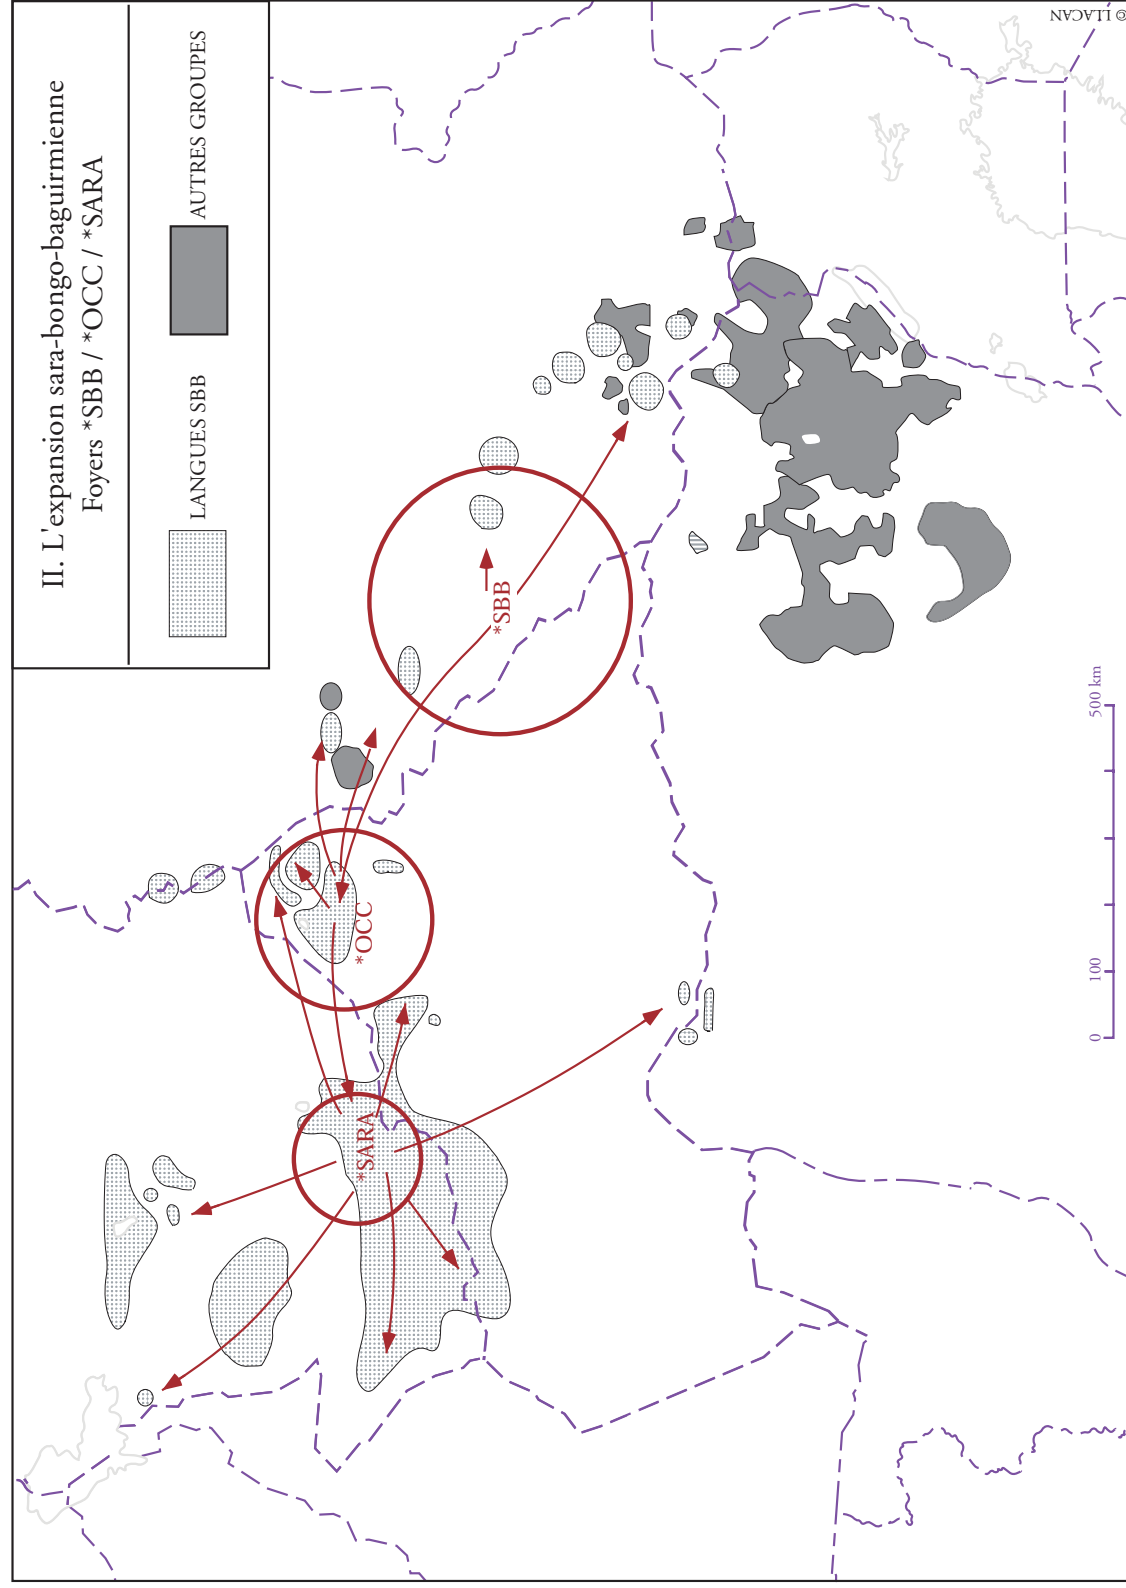 II. L'expansion sara-bongo-baguirmienne
Foyers *SBB / *OCC / *SARA
LANGUES SBB
AUTRES GROUPES
*SARA
*OCC
*SBB
0
100
500 km
© LLACAN